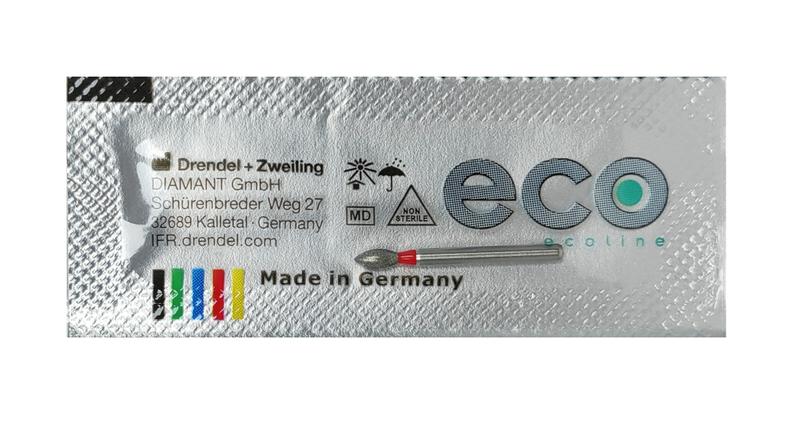 Drendel + Zweiling
DIAMANT GmbH
Schürenbreder Weg 27
32689 Kalletal · Germany
IFR.drendel.com
MD
NON
STERILE
eco
ecoline
Made in Germany